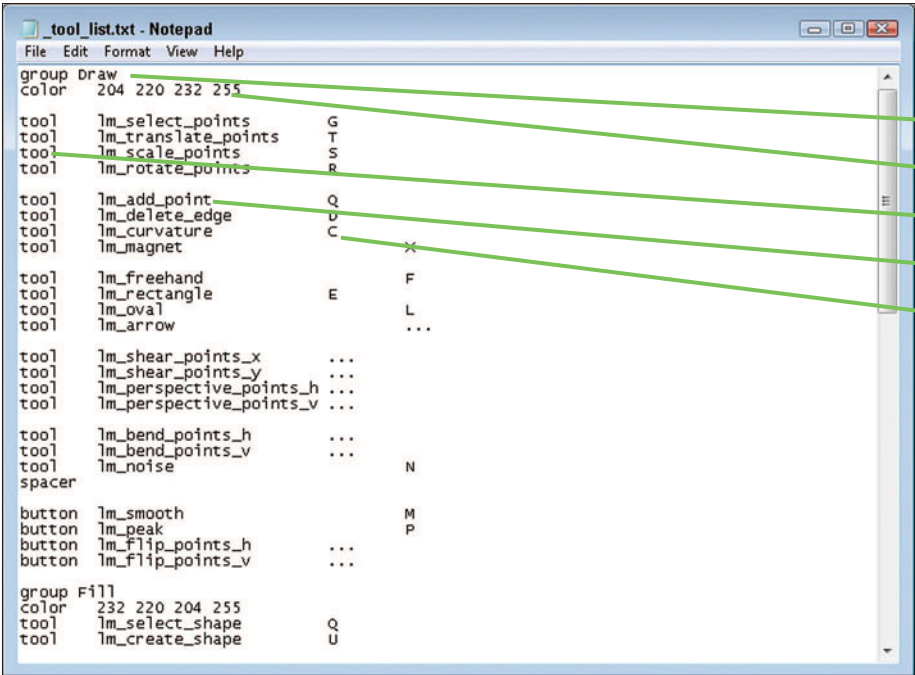 _tool_list.txt - Notepad
File Edit Format View Help
group Draw
color 204 220 232 255
tool lm_select_points G
tool lm_translate_points T
tool lm_scale_points S
tool lm_rotate_points R
tool lm_add_point Q
tool lm_delete_edge D
tool lm_curvature C
tool lm_magnet X
tool lm_freehand F
tool lm_rectangle E
tool lm_oval L
tool lm_arrow ...
tool lm_shear_points_x ...
tool lm_shear_points_y ...
tool lm_perspective_points_h ...
tool lm_perspective_points_v ...
tool lm_bend_points_h ...
tool lm_bend_points_v ...
tool lm_noise N
spacer
button lm_smooth M
button lm_peak P
button lm_flip_points_h ...
button lm_flip_points_v ...
group Fill
color 232 220 204 255
tool lm_select_shape Q
tool lm_create_shape U